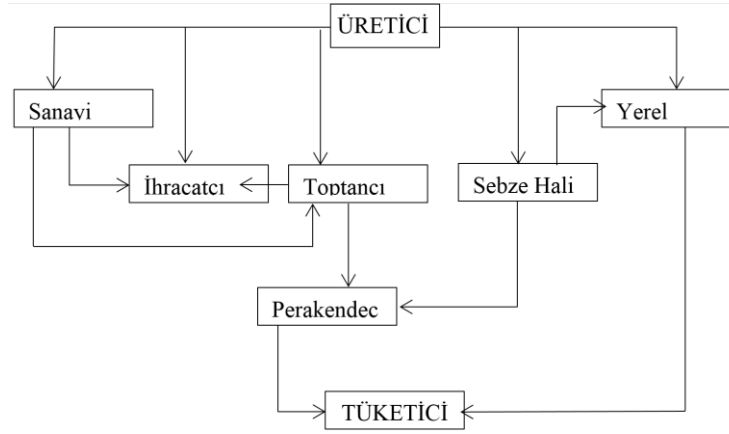 ÜRETİCİ
Sanayi
Yerel
İhracatçı
Toptancı
Sebze Hali
Perakendec
TÜKETİCİ